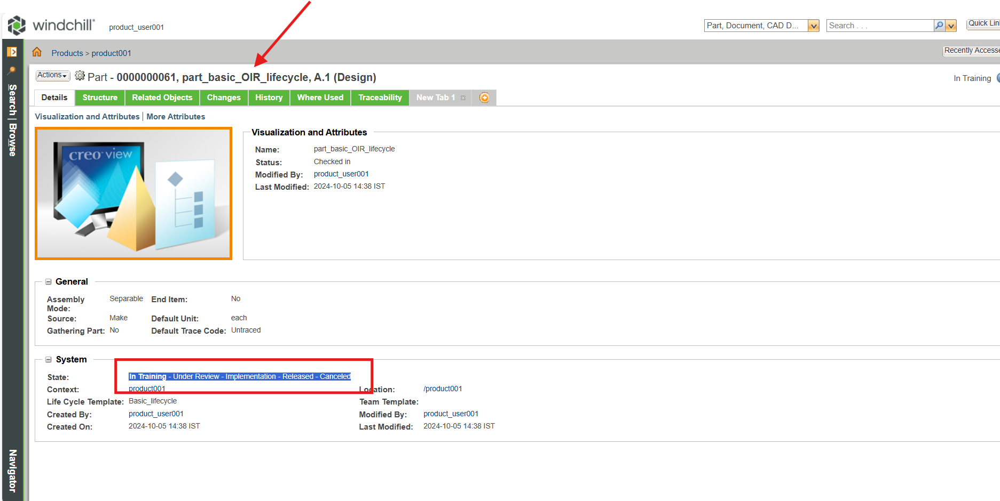 windchill® product_user001 Part, Document, CAD D... Search . . . Quick Lin
Products > product001 Recently Accesse
Actions Part - 0000000061, part_basic_OIR_lifecycle, A.1 (Design) In Training
Details Structure Related Objects Changes History Where Used Traceability New Tab 1
Visualization and Attributes | More Attributes
Search | Browse
Navigator
creo view
Visualization and Attributes
Name: part_basic_OIR_lifecycle
Status: Checked in
Modified By: product_user001
Last Modified: 2024-10-05 14:38 IST
General
Assembly Mode: Separable End Item: No
Source: Make Default Unit: each
Gathering Part: No Default Trace Code: Untraced
System
State: In Training - Under Review - Implementation - Released - Canceled
Context: product001 Location: /product001
Life Cycle Template: Basic_lifecycle Team Template:
Created By: product_user001 Modified By: product_user001
Created On: 2024-10-05 14:38 IST Last Modified: 2024-10-05 14:38 IST